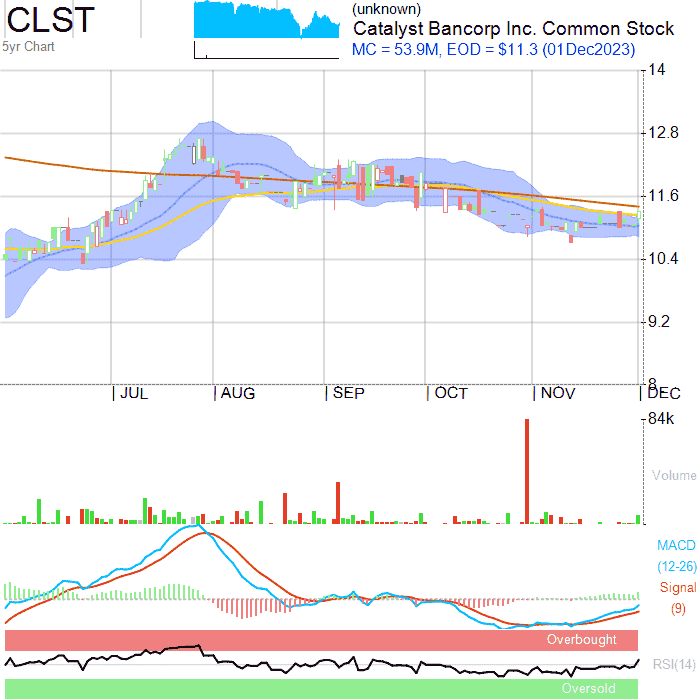 CLST
5yr Chart
(unknown)
Catalyst Bancorp Inc. Common Stock
MC = 53.9M, EOD = $11.3 (01Dec2023)
14
12.8
11.6
10.4
9.2
8
JUL AUG SEP OCT NOV DEC
84k
Volume
MACD
(12-26)
Signal
(9)
Overbought
RSI(14)
Oversold